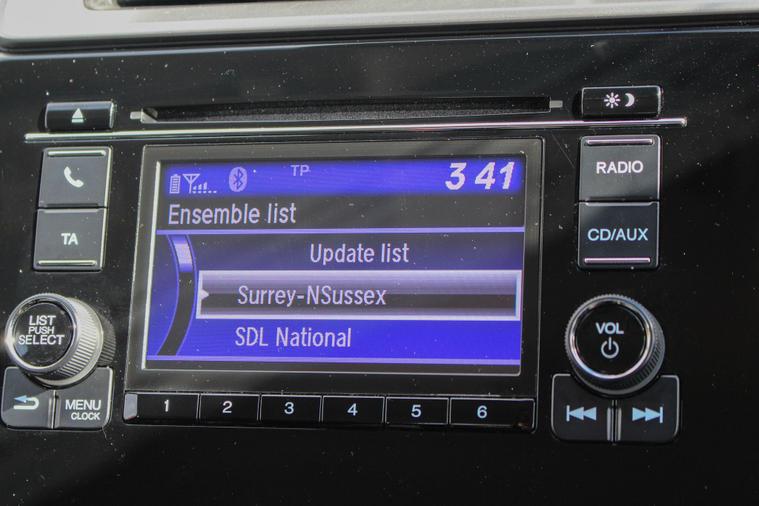 TP
3 41
Ensemble list
Update list
Surrey-NSussex
SDL National
RADIO
TA
CD/AUX
LIST
PUSH
SELECT
VOL
MENU
CLOCK
1 2 3 4 5 6